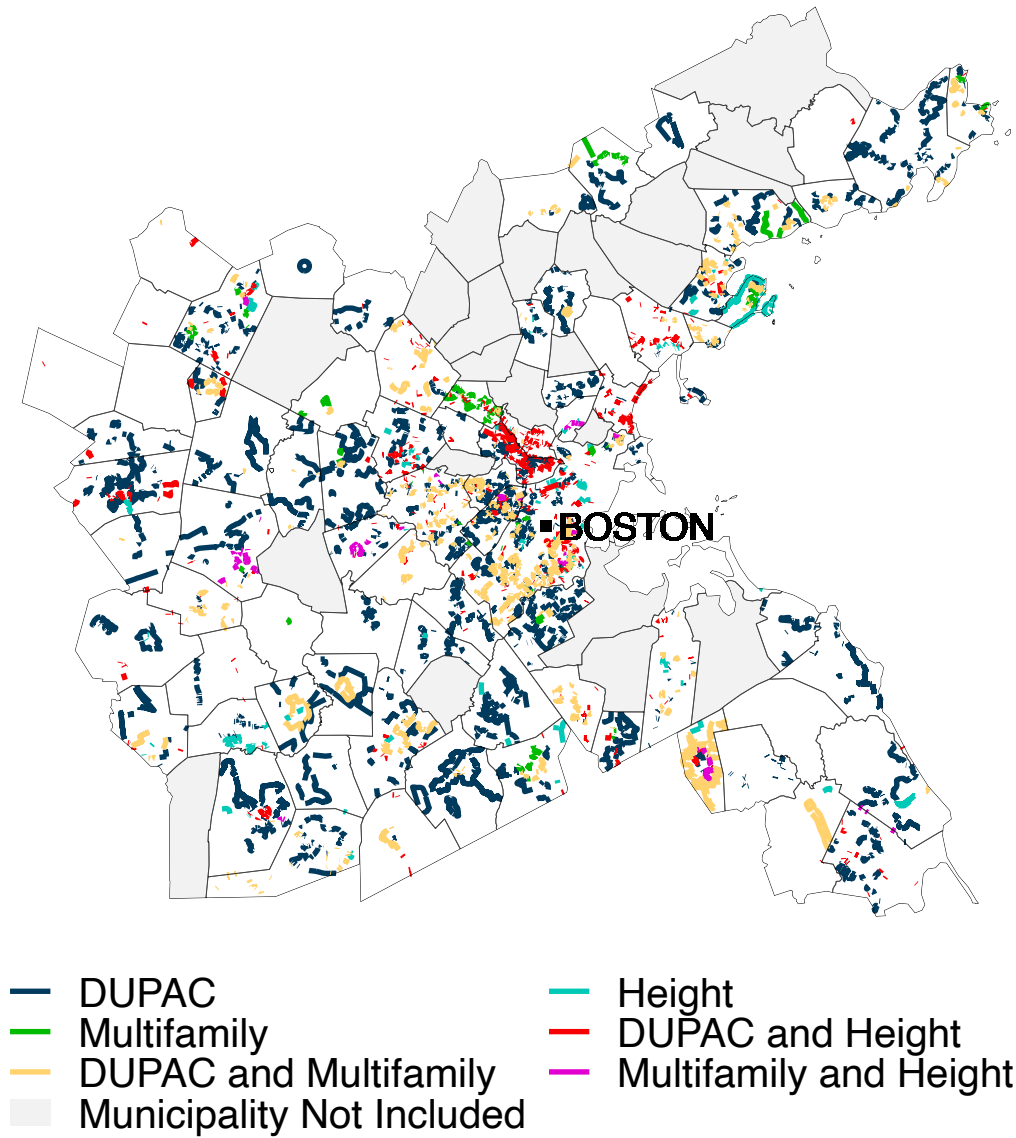 BOSTON
DUPAC
Multifamily
DUPAC and Multifamily
Municipality Not Included
Height
DUPAC and Height
Multifamily and Height